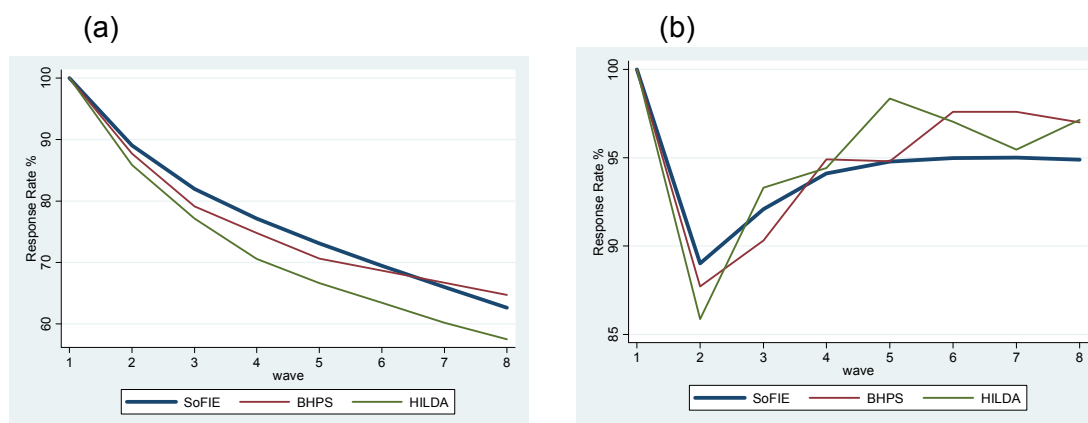 (a)
Response Rate %
100
90
80
70
60
1 2 3 4 5 6 7 8
wave
SoFIE BHPS HILDA
(b)
Response Rate %
100
95
90
85
1 2 3 4 5 6 7 8
wave
SoFIE BHPS HILDA